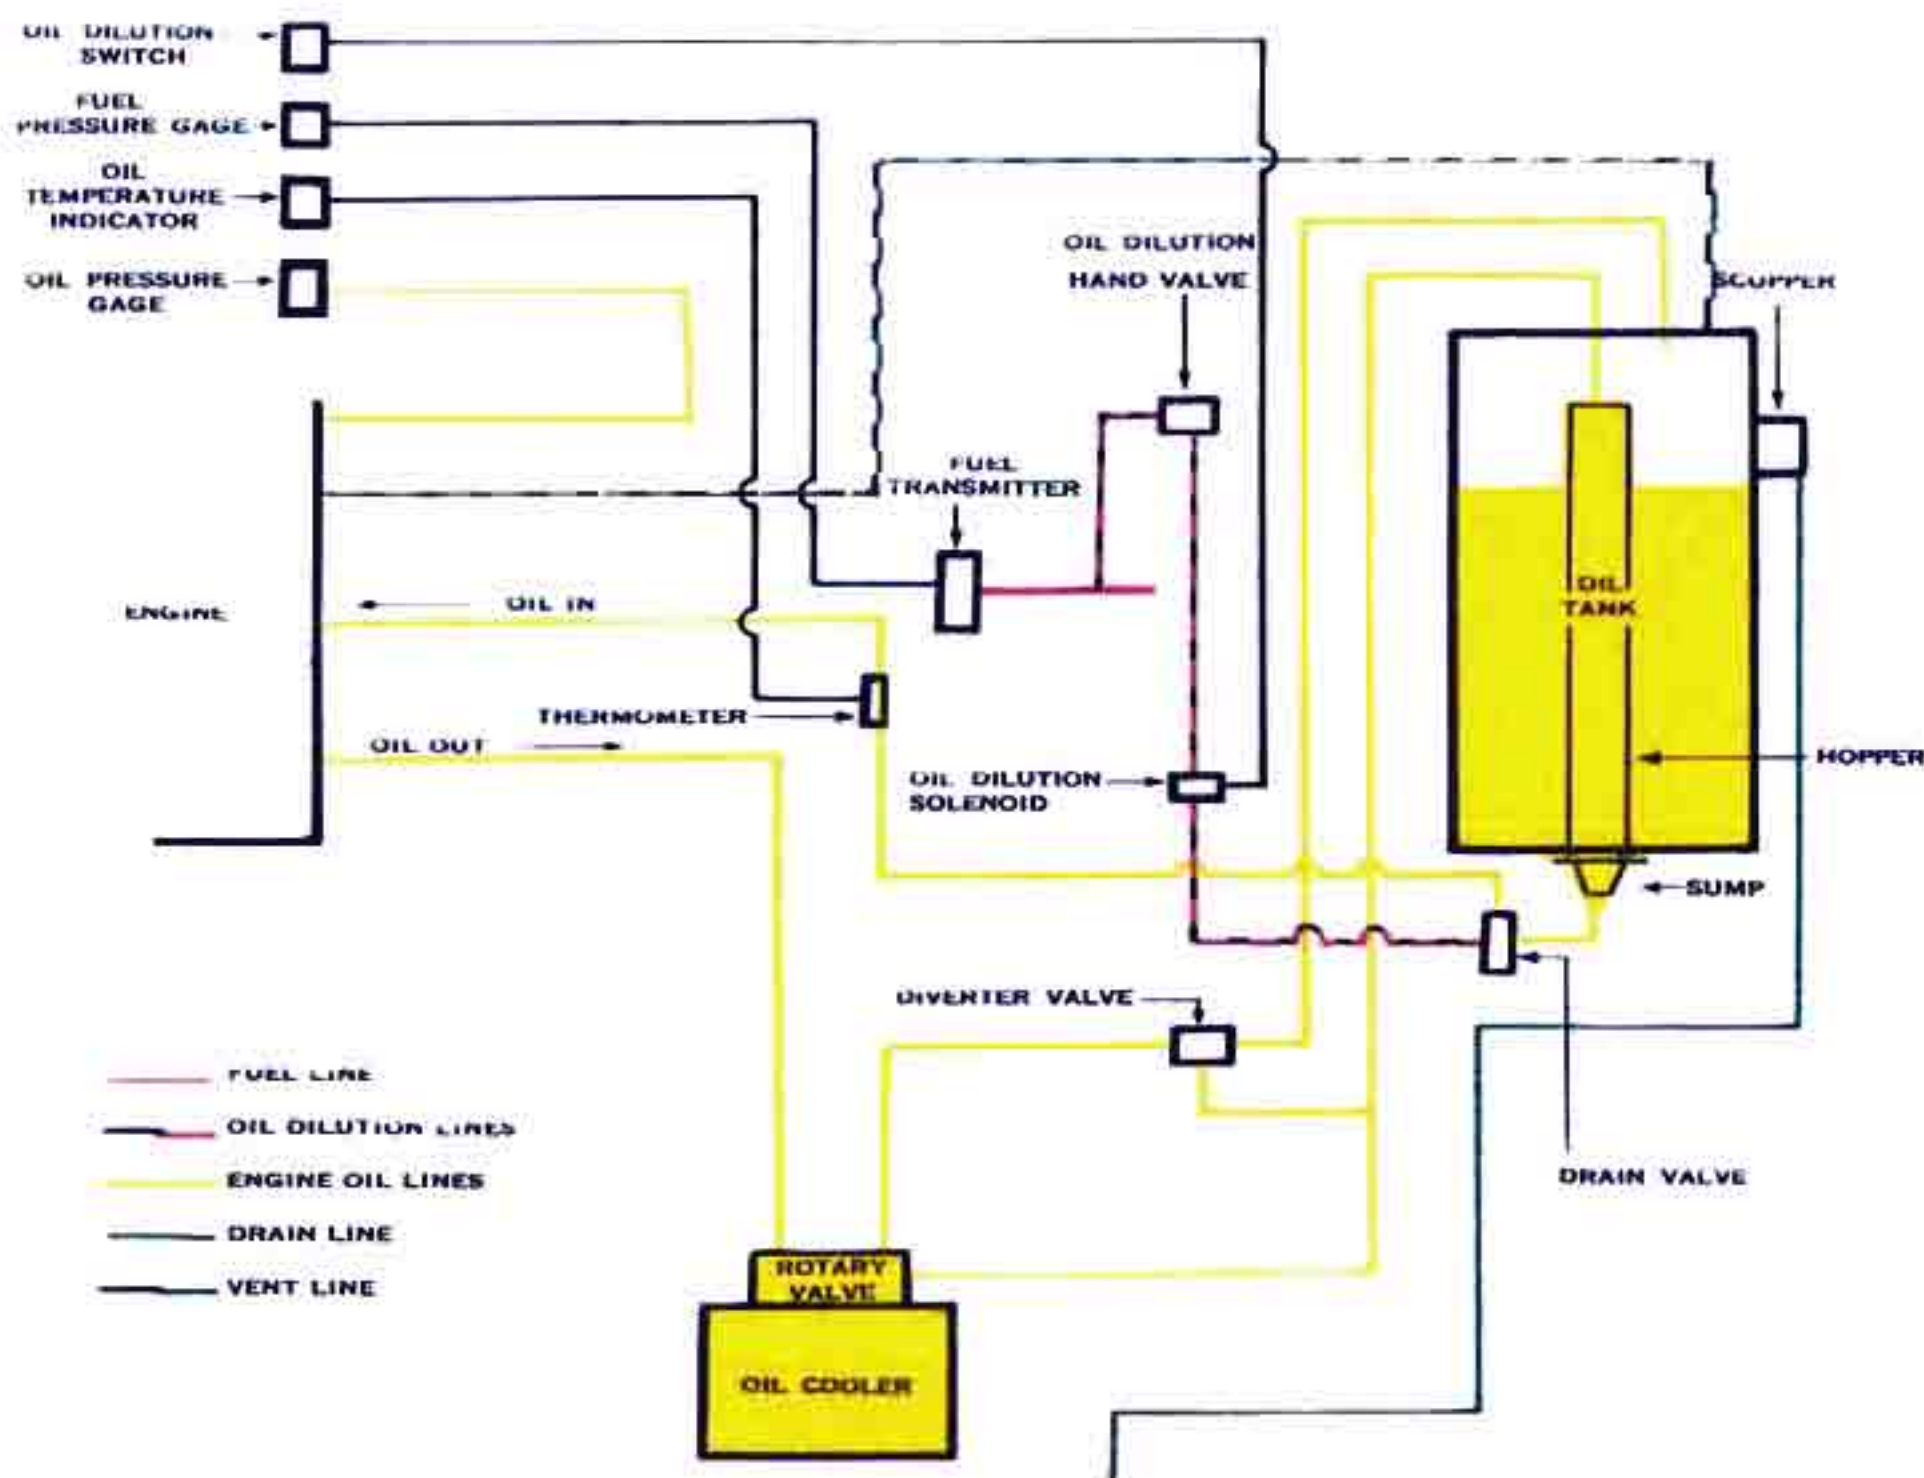 OIL DILUTION
SWITCH
FUEL
PRESSURE GAGE
OIL
TEMPERATURE
INDICATOR
OIL PRESSURE
GAGE
OIL DILUTION
HAND VALVE
SCUPPER
FUEL
TRANSMITTER
OIL
TANK
ENGINE
OIL IN
THERMOMETER
OIL OUT
HOPPER
OIL DILUTION
SOLENOID
SUMP
DIVERTER VALVE
DRAIN VALVE
FUEL LINE
OIL DILUTION LINES
ENGINE OIL LINES
DRAIN LINE
VENT LINE
ROTARY
VALVE
OIL COOLER